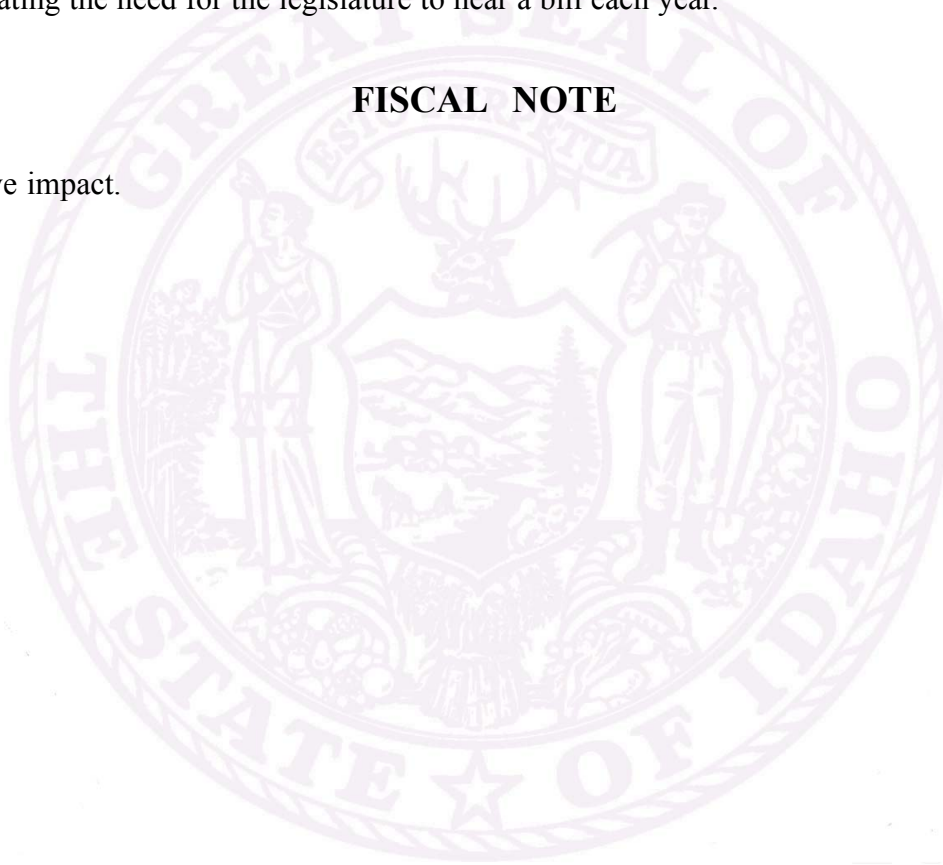 ating the need for the legislature to hear a bill each year.
FISCAL NOTE
ve impact.
GREAT SEAL OF
ESTO PERPETUA
THE STATE OF IDAHO